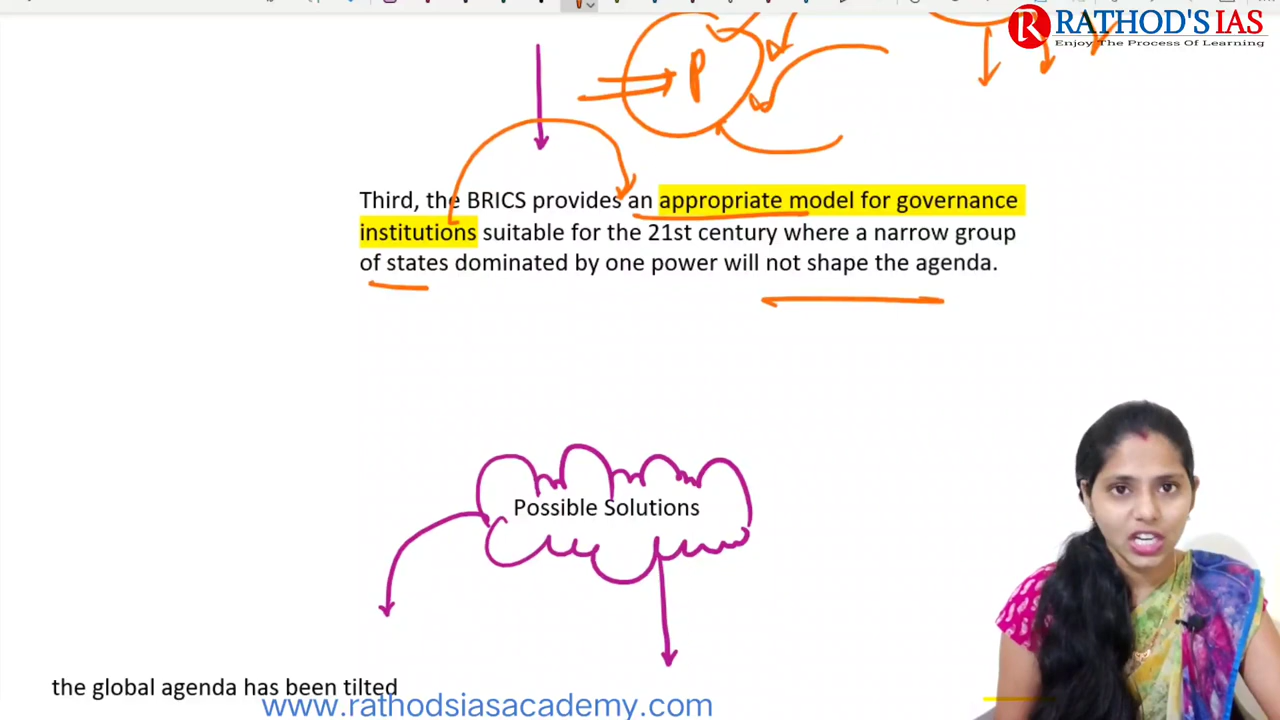 RATHOD'S IAS
Enjoy The Process Of Learning
P
Third, the BRICS provides an appropriate model for governance
institutions suitable for the 21st century where a narrow group
of states dominated by one power will not shape the agenda.
Possible Solutions
the global agenda has been tilted
www.rathodsiasacademy.com